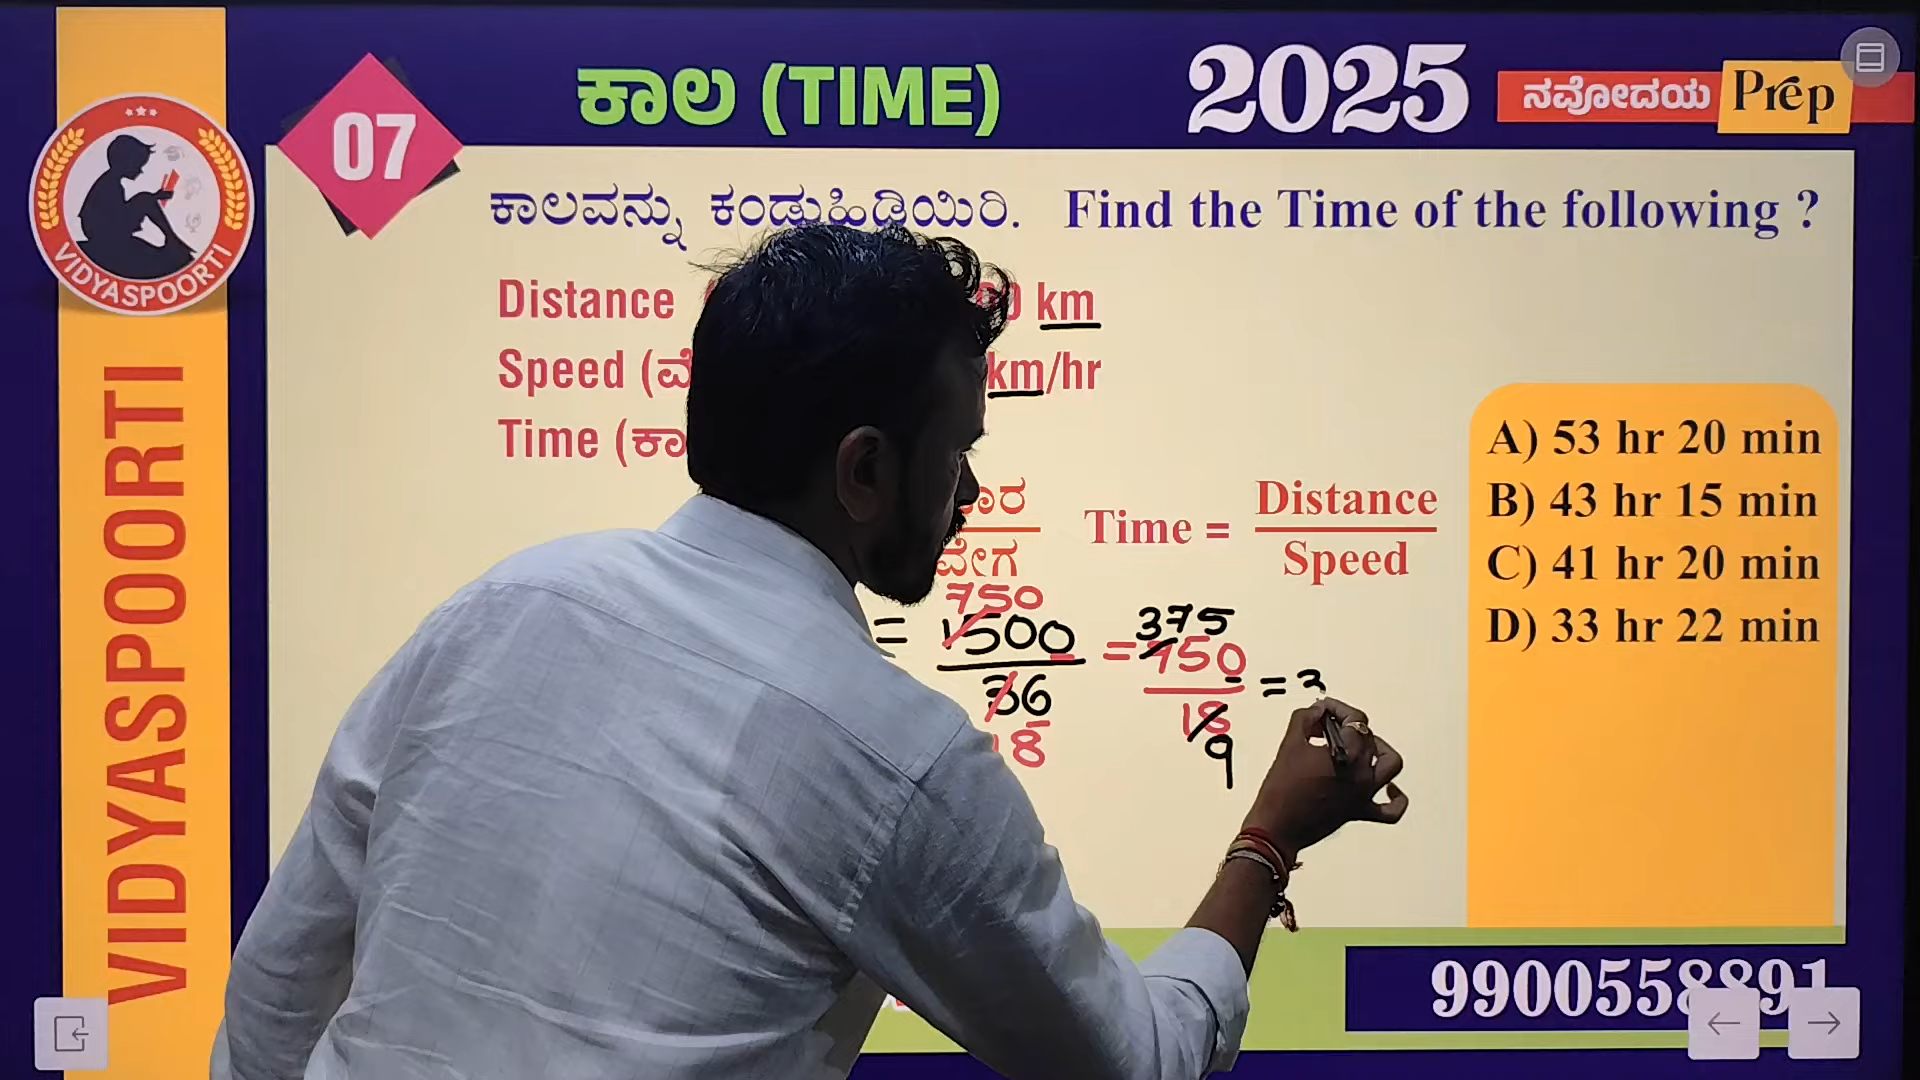 07
ಕಾಲ (TIME)
2025
ನವೋದಯ Prep
VIDYASPOORTI
VIDYASPOORTI
ಕಾಲವನ್ನು ಕಂಡುಹಿಡಿಯಿರಿ. Find the Time of the following ?
Distance km
Speed km/hr
Time
ವೇಗ
Time = Distance
Speed
750
= 1500 = 750
36
18
375
18
9
= 3
A) 53 hr 20 min
B) 43 hr 15 min
C) 41 hr 20 min
D) 33 hr 22 min
9900558891